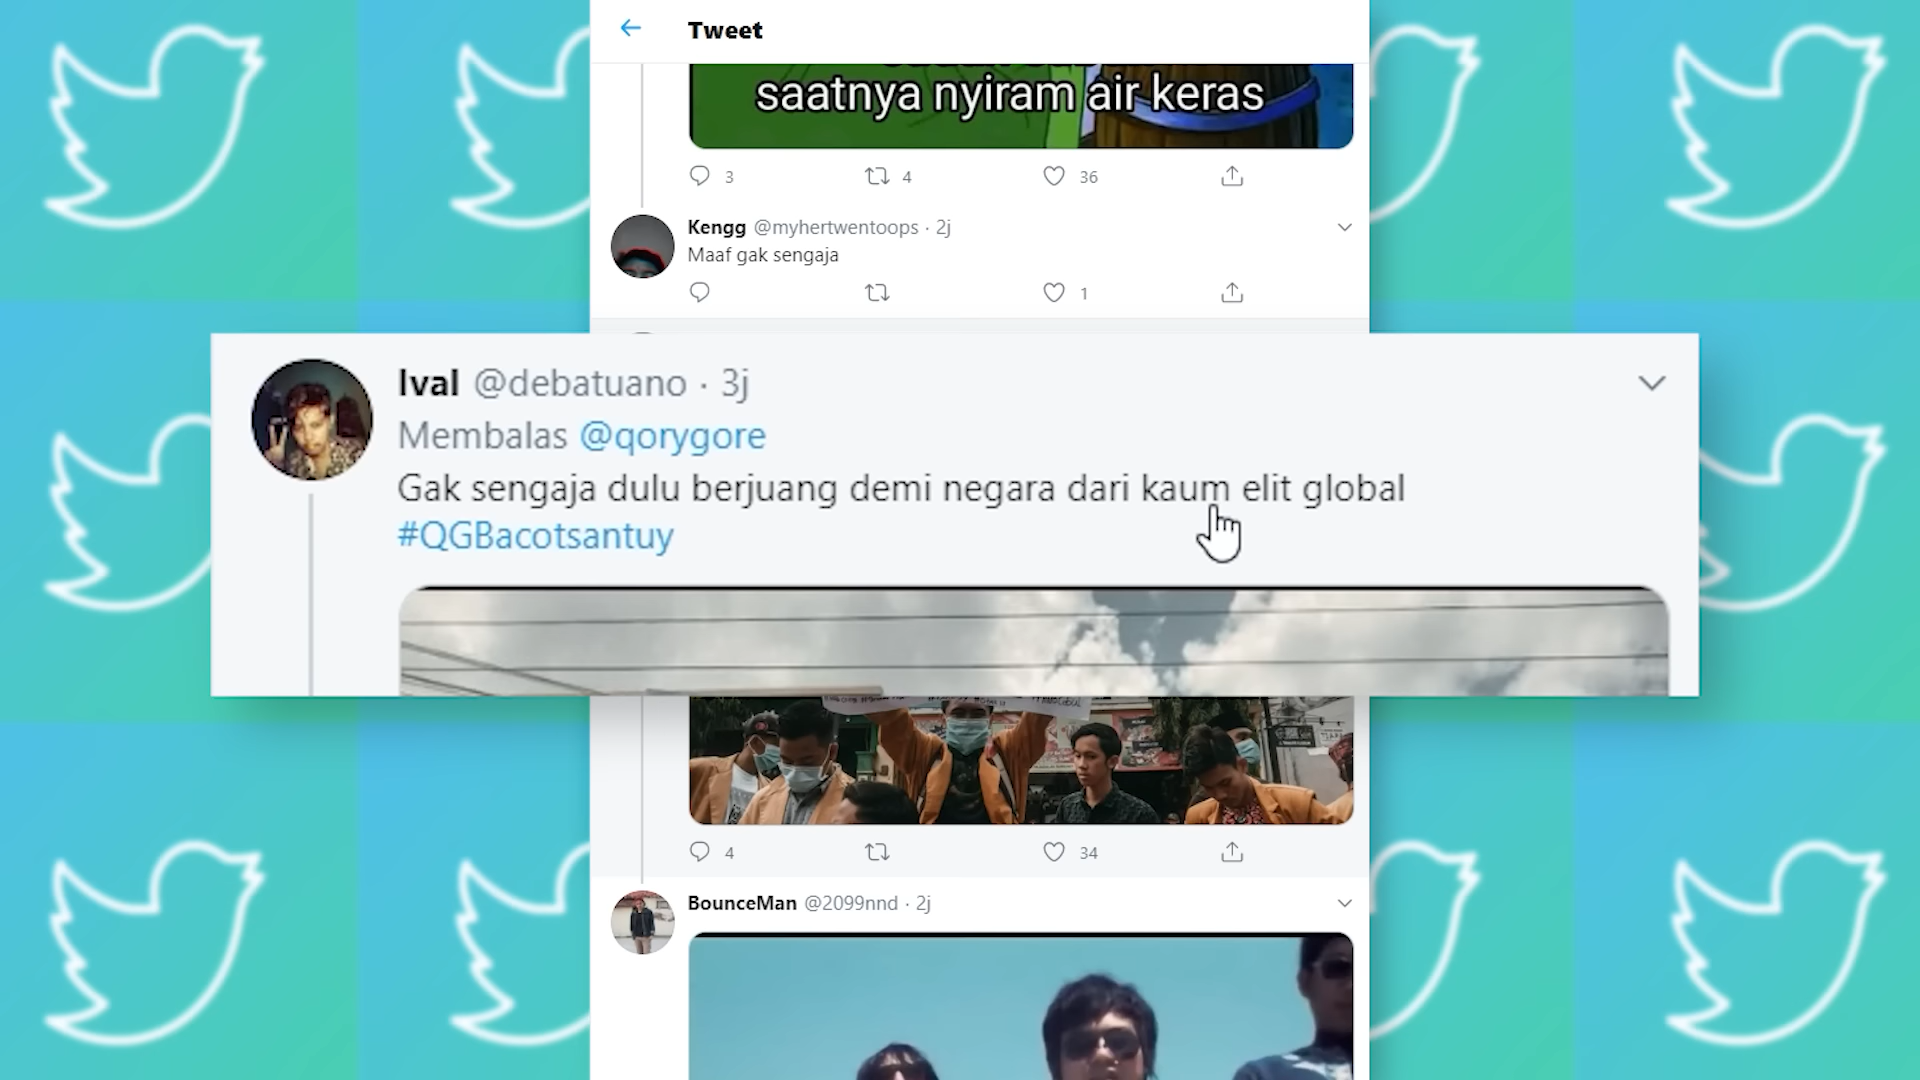 Tweet
saatnya nyiram air keras
3 4 36
Kengg @myhertwentoops · 2j
Maaf gak sengaja
1
Ival @debatuano · 3j
Membalas @qorygore
Gak sengaja dulu berjuang demi negara dari kaum elit global
#QGBacotsantuy
4 34
BounceMan @2099nnd · 2j